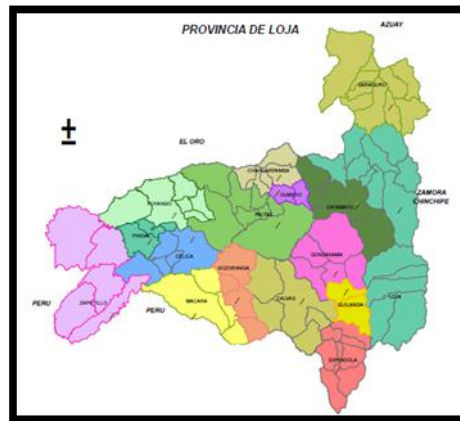 AZUAY
PROVINCIA DE LOJA
SARAGURO
±
EL ORO
CHAGUARPAMBA
OLMEDO
CATAMAYO
ZAMORA
CHINCHIPE
PUYANGO
PALTAS
PINDAL
GONZANAMA
CELICA
SOZORANGA
PERU
ZAPOTILLO
MACARA
PERU
CALVAS
QUILANGA
LOJA
ESPINDOLA